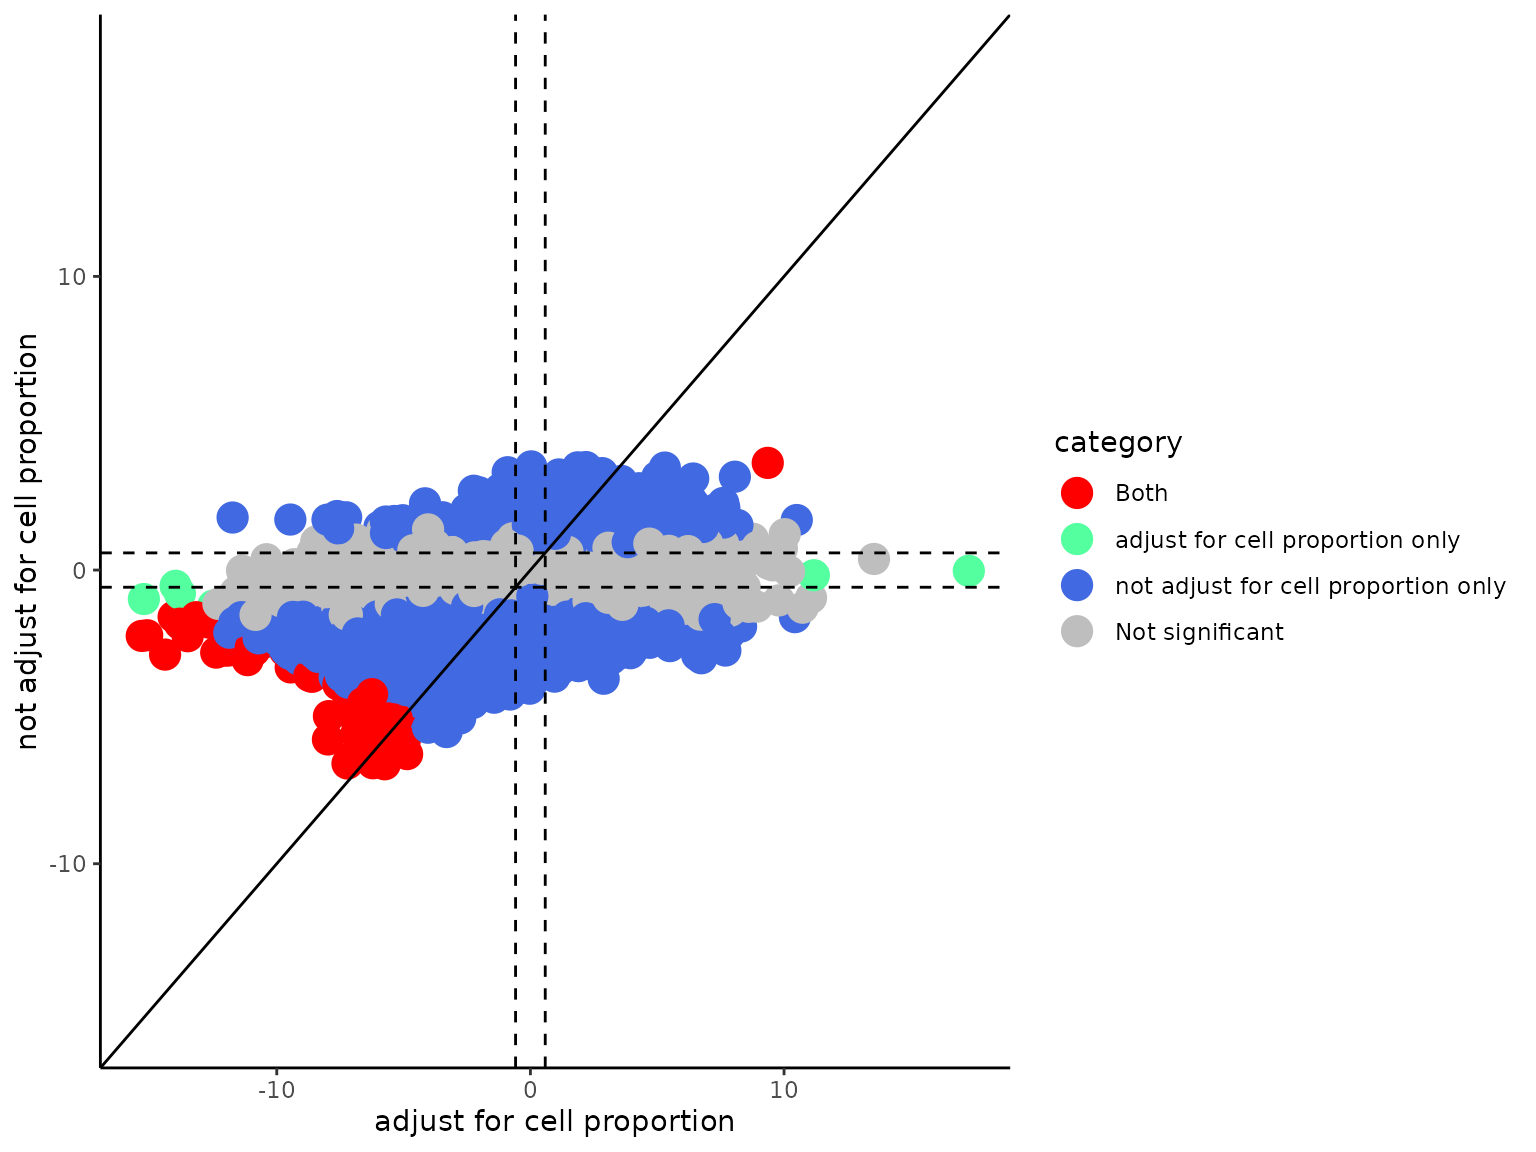 not adjust for cell proportion
10
0
-10
-10
0
10
adjust for cell proportion
category
Both
adjust for cell proportion only
not adjust for cell proportion only
Not significant